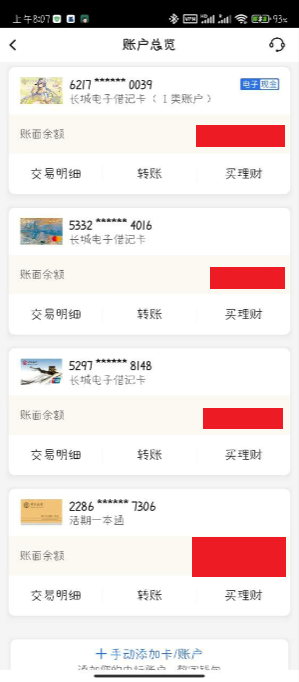 上午8:07
93%
账户总览
6217 ****** 0039
电子现金
长城电子借记卡（I类账户）
账面余额
交易明细 转账 买理财
5332 ****** 4016
长城电子借记卡
账面余额
交易明细 转账 买理财
5297 ****** 8148
长城电子借记卡
账面余额
交易明细 转账 买理财
2286 ****** 7306
活期一本通
账面余额
交易明细 转账 买理财
+ 手动添加卡/账户